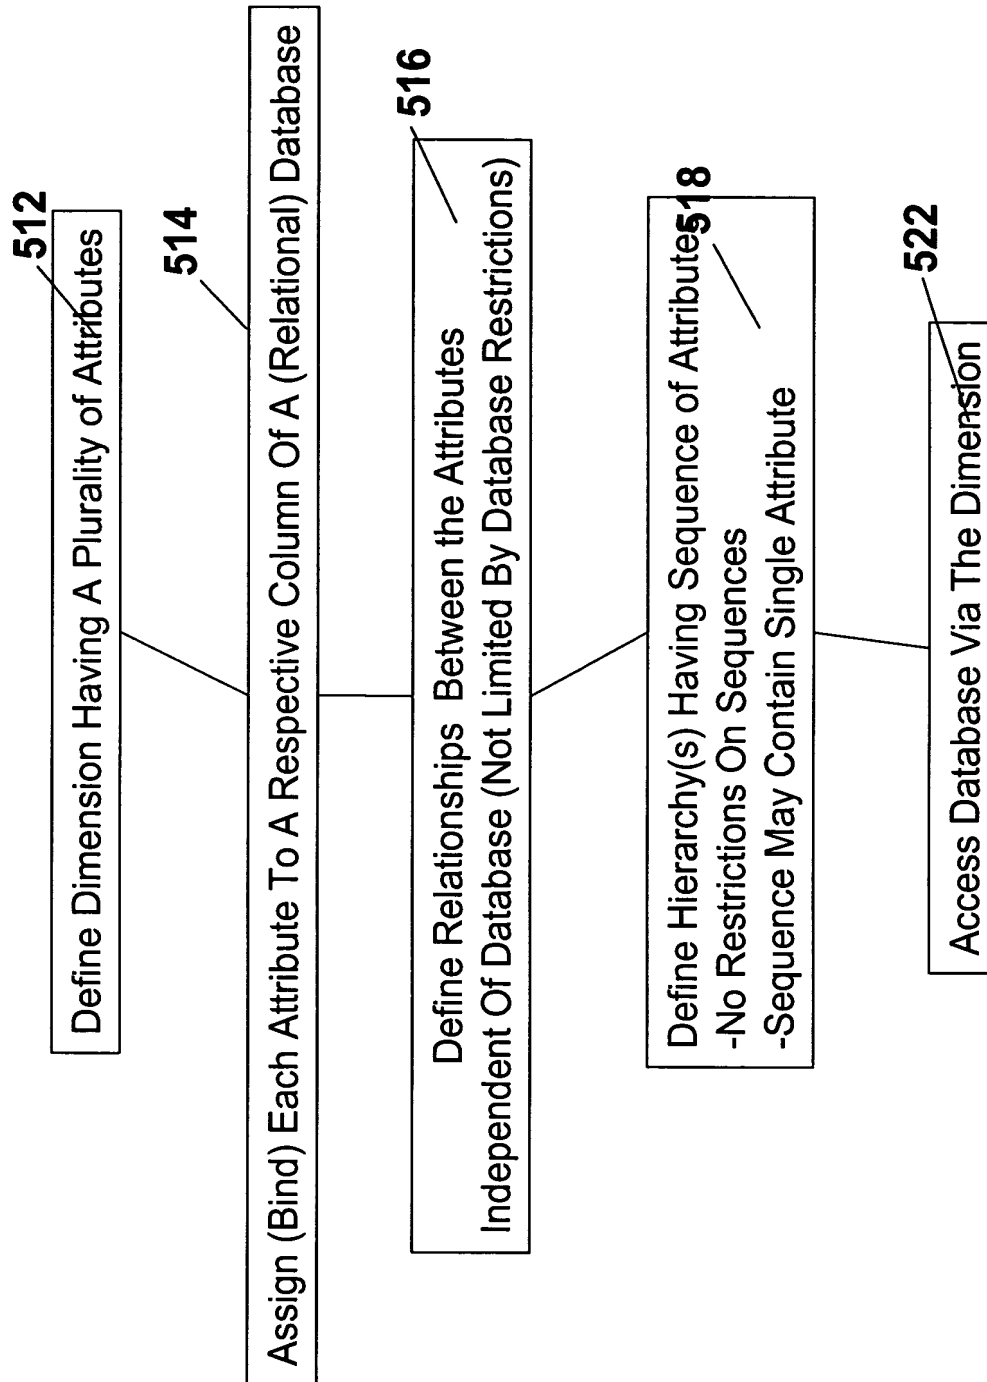 512
Define Dimension Having A Plurality of Attributes
514
Assign (Bind) Each Attribute To A Respective Column Of A (Relational) Database
516
Define Relationships Between the Attributes
Independent Of Database (Not Limited By Database Restrictions)
518
Define Hierarchy(s) Having Sequence of Attributes
-No Restrictions On Sequences
-Sequence May Contain Single Attribute
522
Access Database Via The Dimension